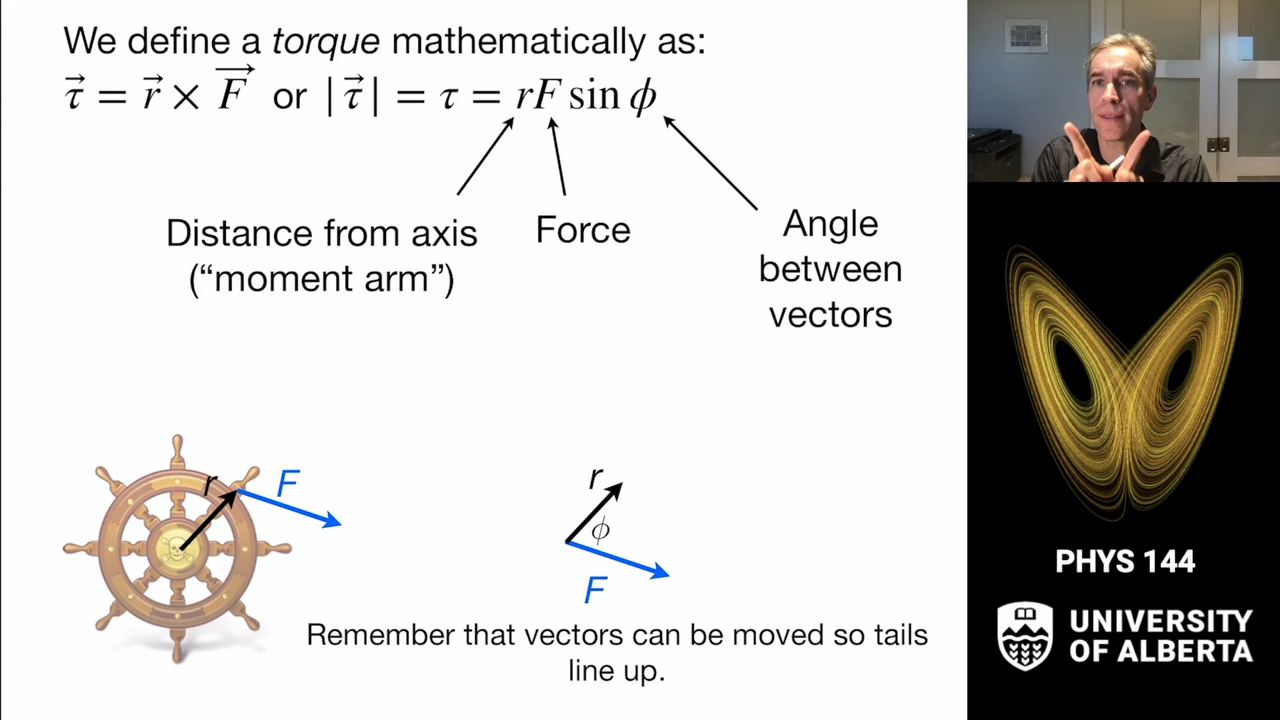 We define a torque mathematically as:
τ⃗ = r⃗ × F⃗ or |τ⃗| = τ = rF sin ϕ
Distance from axis
(“moment arm”)
Force
Angle
between
vectors
r
F
r
ϕ
F
Remember that vectors can be moved so tails
line up.
PHYS 144
UNIVERSITY
OF ALBERTA